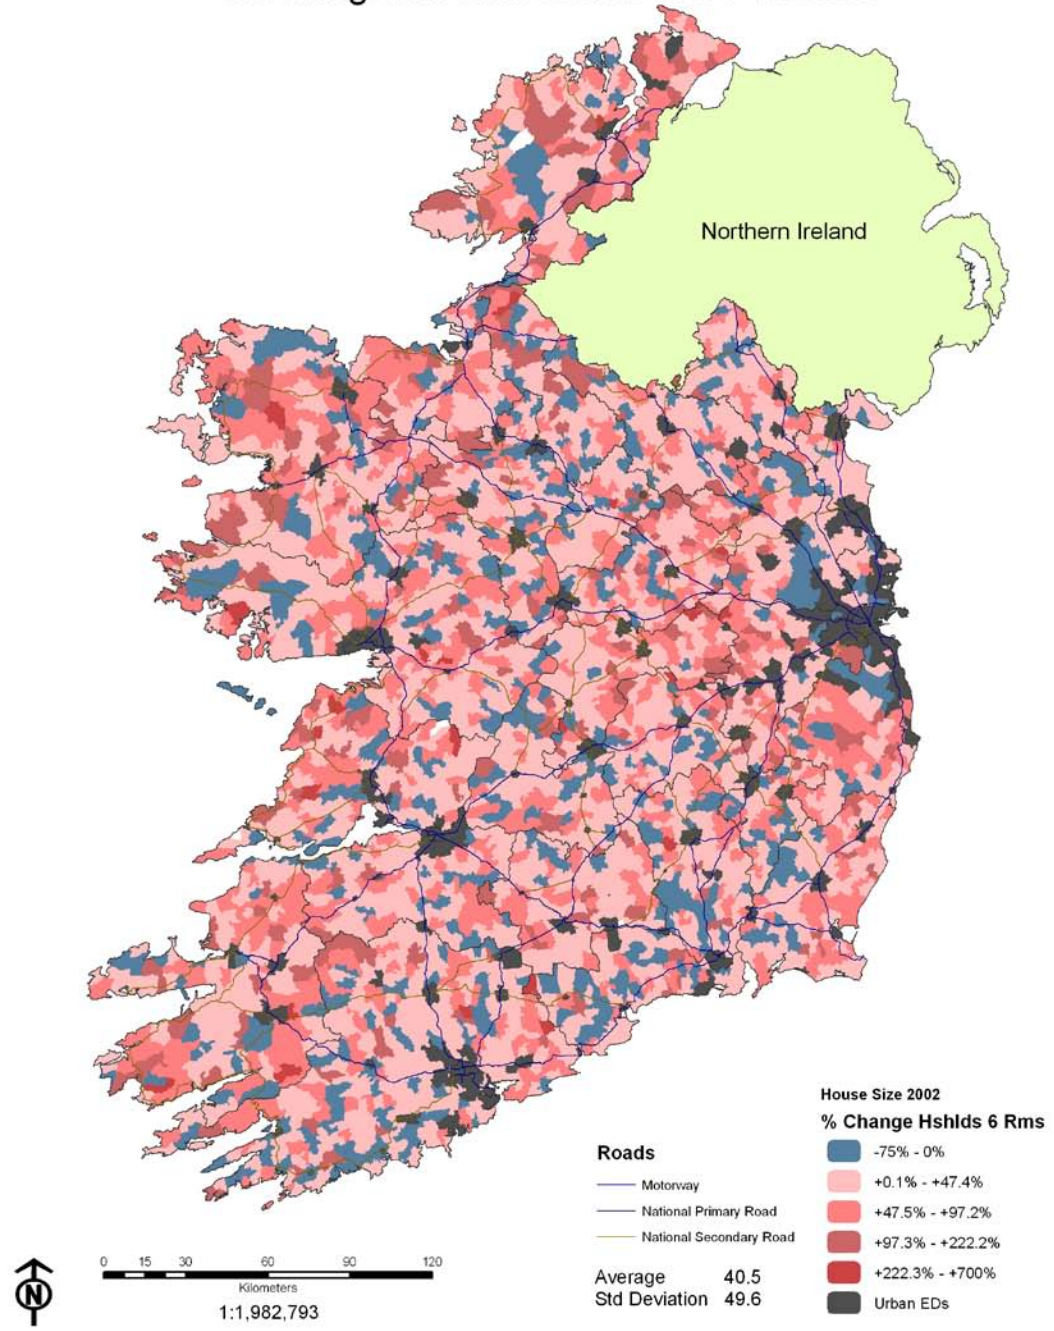 Northern Ireland
House Size 2002
% Change Hshlds 6 Rms
-75% - 0%
+0.1% - +47.4%
+47.5% - +97.2%
+97.3% - +222.2%
+222.3% - +700%
Urban EDs
Roads
Motorway
National Primary Road
National Secondary Road
Average 40.5
Std Deviation 49.6
0 15 30 60 90 120
Kilometers
1:1,982,793
N